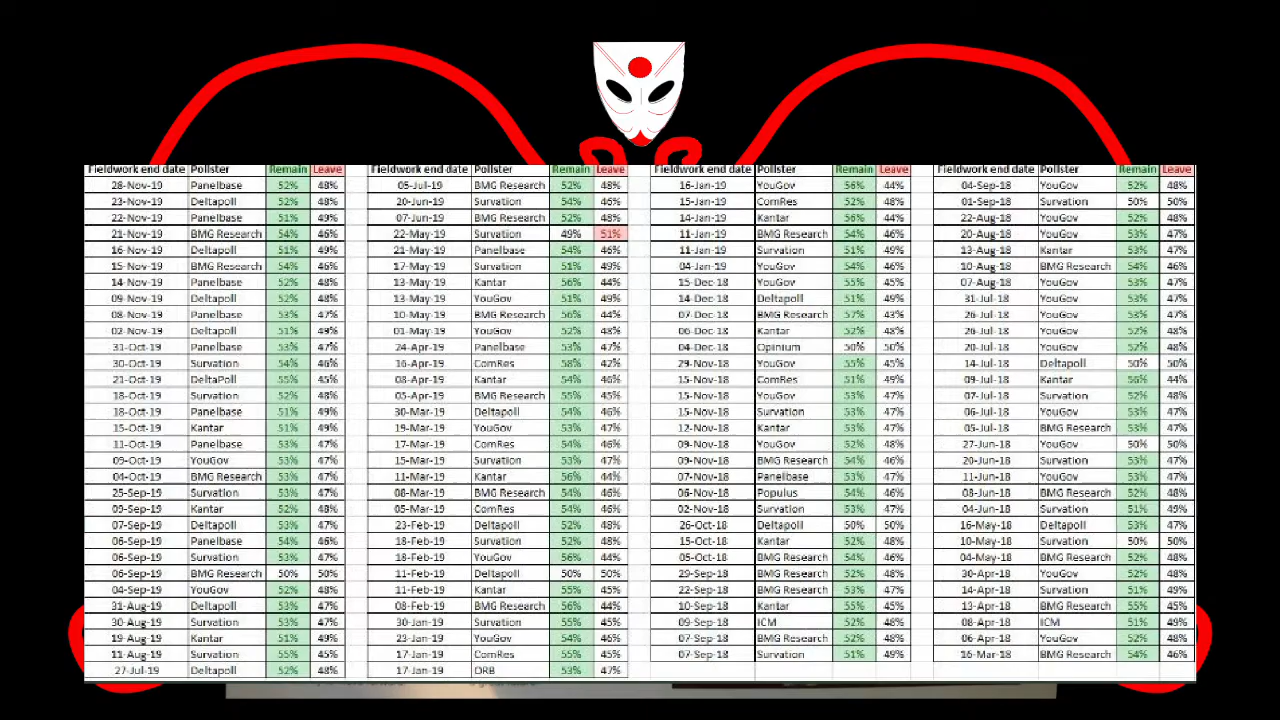 Fieldwork end date Pollster Remain Leave Fieldwork end date Pollster Remain Leave Fieldwork end date Pollster Remain Leave Fieldwork end date Pollster Remain Leave
28-Nov-19 Panelbase 52% 48% 05-Jul-19 BMG Research 52% 48% 16-Jan-19 YouGov 56% 44% 04-Sep-18 YouGov 52% 48%
23-Nov-19 Deltapoll 52% 48% 20-Jun-19 Survation 54% 46% 15-Jan-19 ComRes 52% 48% 01-Sep-18 Survation 50% 50%
22-Nov-19 Panelbase 51% 49% 07-Jun-19 BMG Research 52% 48% 14-Jan-19 Kantar 56% 44% 22-Aug-18 YouGov 52% 48%
21-Nov-19 BMG Research 54% 46% 22-May-19 Survation 49% 51% 11-Jan-19 BMG Research 54% 46% 20-Aug-18 YouGov 53% 47%
16-Nov-19 Deltapoll 51% 49% 21-May-19 Panelbase 54% 46% 11-Jan-19 Survation 51% 49% 13-Aug-18 Kantar 53% 47%
15-Nov-19 BMG Research 54% 46% 17-May-19 Survation 51% 49% 04-Jan-19 YouGov 54% 46% 10-Aug-18 BMG Research 54% 46%
14-Nov-19 Panelbase 52% 48% 13-May-19 Kantar 56% 44% 15-Dec-18 YouGov 55% 45% 07-Aug-18 YouGov 53% 47%
09-Nov-19 Deltapoll 52% 48% 13-May-19 YouGov 51% 49% 14-Dec-18 Deltapoll 51% 49% 31-Jul-18 YouGov 53% 47%
08-Nov-19 Panelbase 53% 47% 10-May-19 BMG Research 56% 44% 07-Dec-18 BMG Research 57% 43% 26-Jul-18 YouGov 53% 47%
02-Nov-19 Deltapoll 51% 49% 01-May-19 YouGov 52% 48% 06-Dec-18 Kantar 52% 48% 26-Jul-18 YouGov 52% 48%
31-Oct-19 Panelbase 53% 47% 24-Apr-19 Panelbase 53% 47% 04-Dec-18 Opinium 50% 50% 20-Jul-18 YouGov 52% 48%
30-Oct-19 Survation 54% 46% 16-Apr-19 ComRes 58% 42% 29-Nov-18 YouGov 55% 45% 14-Jul-18 Deltapoll 50% 50%
21-Oct-19 DeltaPoll 55% 45% 08-Apr-19 Kantar 54% 46% 15-Nov-18 ComRes 51% 49% 09-Jul-18 Kantar 56% 44%
18-Oct-19 Survation 52% 48% 05-Apr-19 BMG Research 55% 45% 15-Nov-18 YouGov 53% 47% 07-Jul-18 Survation 52% 48%
18-Oct-19 Panelbase 51% 49% 30-Mar-19 Deltapoll 54% 46% 15-Nov-18 Survation 53% 47% 06-Jul-18 YouGov 53% 47%
15-Oct-19 Kantar 51% 49% 19-Mar-19 YouGov 53% 47% 12-Nov-18 Kantar 53% 47% 05-Jul-18 BMG Research 53% 47%
11-Oct-19 Panelbase 53% 47% 17-Mar-19 ComRes 54% 46% 09-Nov-18 YouGov 52% 48% 27-Jun-18 YouGov 50% 50%
09-Oct-19 YouGov 53% 47% 15-Mar-19 Survation 53% 47% 09-Nov-18 BMG Research 54% 46% 20-Jun-18 Survation 53% 47%
04-Oct-19 BMG Research 53% 47% 11-Mar-19 Kantar 56% 44% 07-Nov-18 Panelbase 53% 47% 11-Jun-18 YouGov 53% 47%
25-Sep-19 Survation 53% 47% 08-Mar-19 BMG Research 54% 46% 06-Nov-18 Populus 54% 46% 08-Jun-18 BMG Research 52% 48%
09-Sep-19 Kantar 52% 48% 05-Mar-19 ComRes 54% 46% 02-Nov-18 Survation 53% 47% 02-Jun-18 Survation 51% 49%
07-Sep-19 Deltapoll 53% 47% 23-Feb-19 Deltapoll 52% 48% 26-Oct-18 Deltapoll 50% 50% 16-May-18 Deltapoll 53% 47%
06-Sep-19 Panelbase 54% 46% 18-Feb-19 Survation 52% 48% 15-Oct-18 Kantar 52% 48% 10-May-18 Survation 50% 50%
06-Sep-19 Survation 53% 47% 18-Feb-19 YouGov 56% 44% 05-Oct-18 BMG Research 54% 46% 04-May-18 BMG Research 52% 48%
06-Sep-19 BMG Research 50% 50% 11-Feb-19 Deltapoll 50% 50% 29-Sep-18 BMG Research 52% 48% 30-Apr-18 YouGov 52% 48%
04-Sep-19 YouGov 52% 48% 11-Feb-19 Kantar 55% 45% 22-Sep-18 BMG Research 53% 47% 14-Apr-18 Survation 51% 49%
31-Aug-19 Deltapoll 53% 47% 08-Feb-19 BMG Research 56% 44% 10-Sep-18 Kantar 55% 45% 13-Apr-18 BMG Research 55% 45%
30-Aug-19 Survation 53% 47% 30-Jan-19 Survation 55% 45% 09-Sep-18 ICM 52% 48% 08-Apr-18 ICM 51% 49%
19-Aug-19 Kantar 51% 49% 23-Jan-19 YouGov 54% 46% 07-Sep-18 BMG Research 52% 48% 06-Apr-18 YouGov 52% 48%
11-Aug-19 Survation 55% 45% 17-Jan-19 ComRes 55% 45% 07-Sep-18 Survation 51% 49% 16-Mar-18 BMG Research 54% 46%
27-Jul-19 Deltapoll 52% 48% 17-Jan-19 ORB 53% 47%